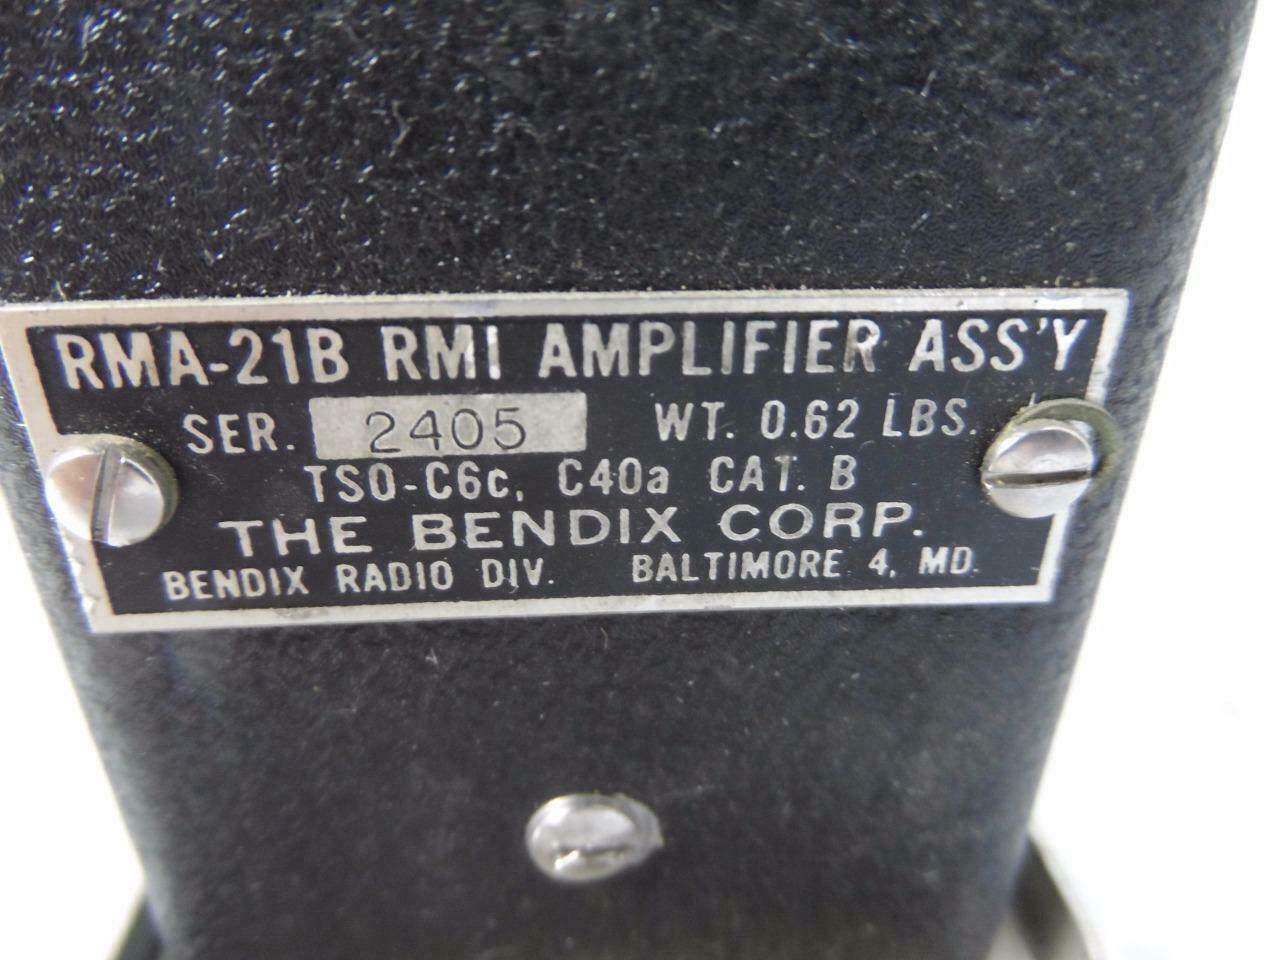 RMA-21B RMI AMPLIFIER ASS'Y
SER. 2405 WT. 0.62 LBS.
TSO-C6c, C40a CAT. B
THE BENDIX CORP.
BENDIX RADIO DIV. BALTIMORE 4, MD.